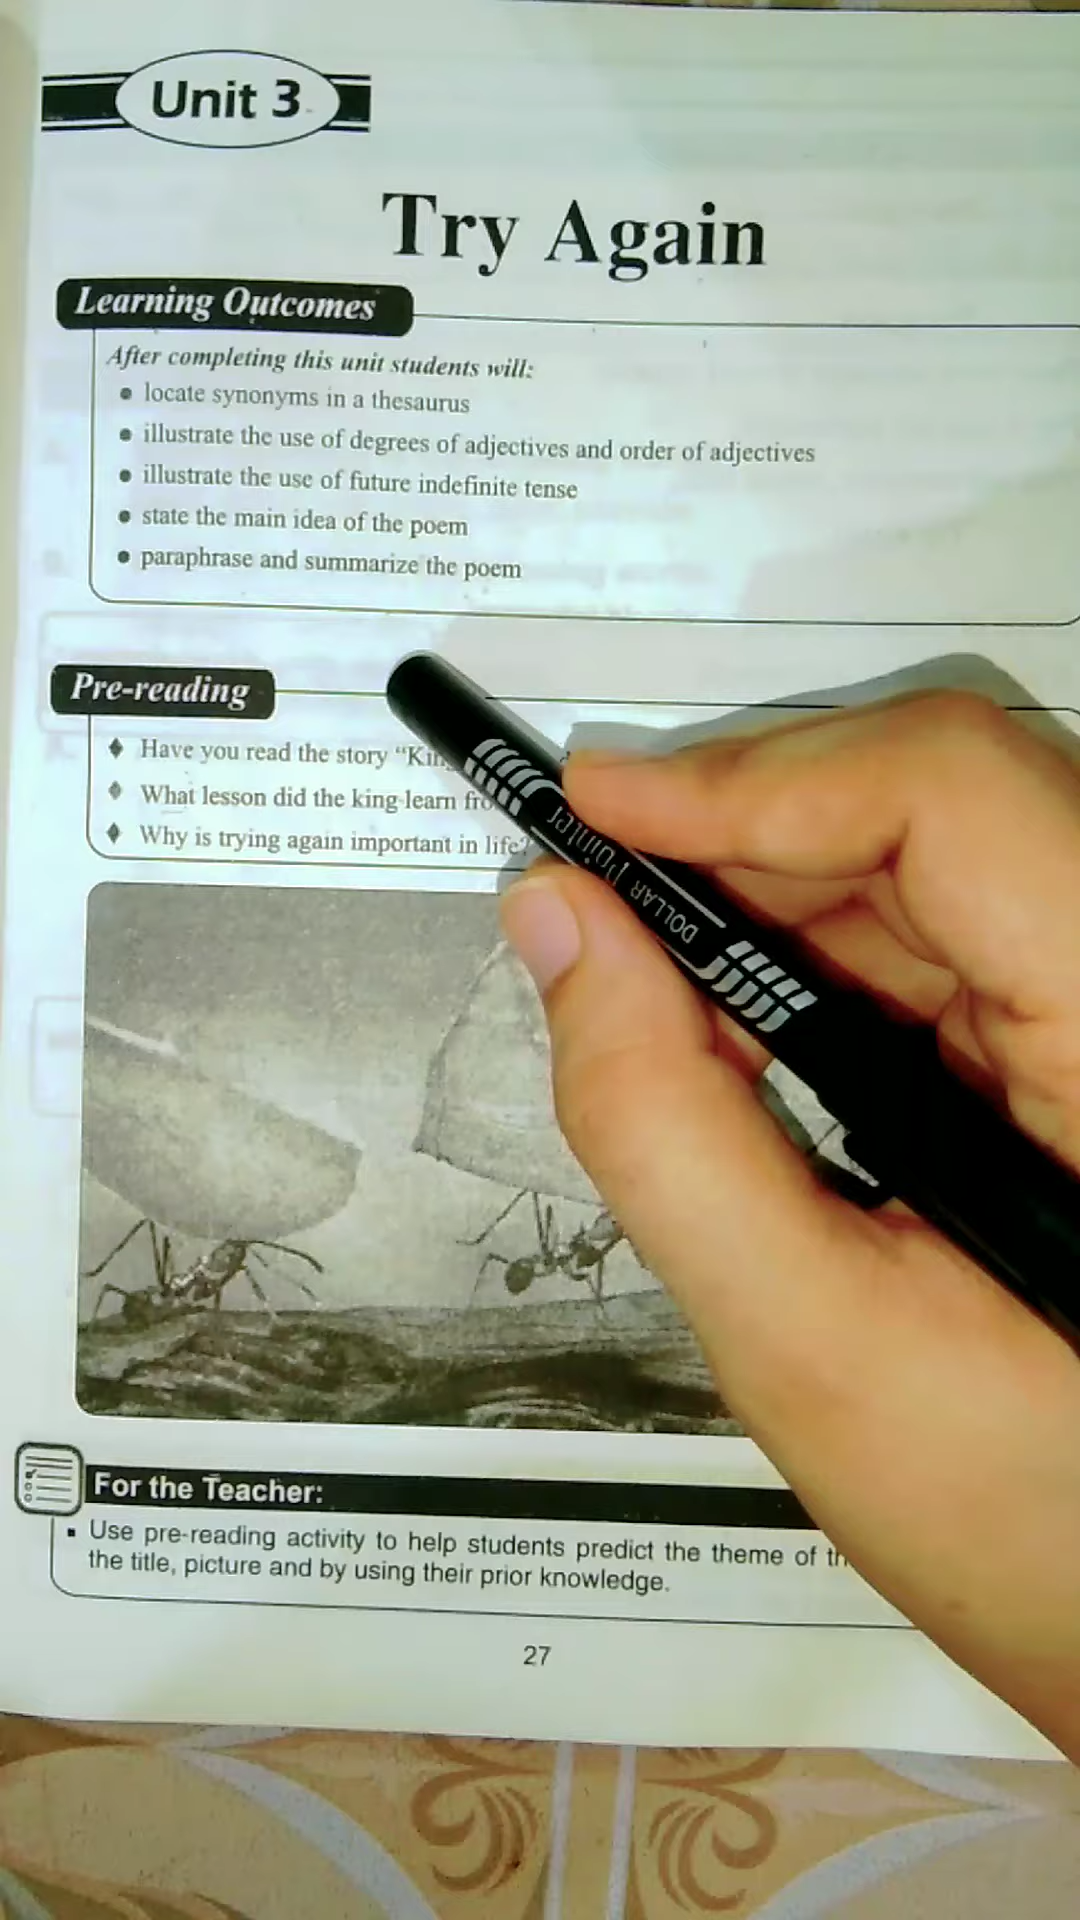 Unit 3
Try Again
Learning Outcomes
After completing this unit students will:
● locate synonyms in a thesaurus
● illustrate the use of degrees of adjectives and order of adjectives
● illustrate the use of future indefinite tense
● state the main idea of the poem
● paraphrase and summarize the poem
Pre-reading
♦ Have you read the story “
♦ What lesson did the king learn
♦ Why is trying again important in life?
DOLLAR Pointer
For the Teacher:
▪ Use pre-reading activity to help students predict the theme of
the title, picture and by using their prior knowledge.
27